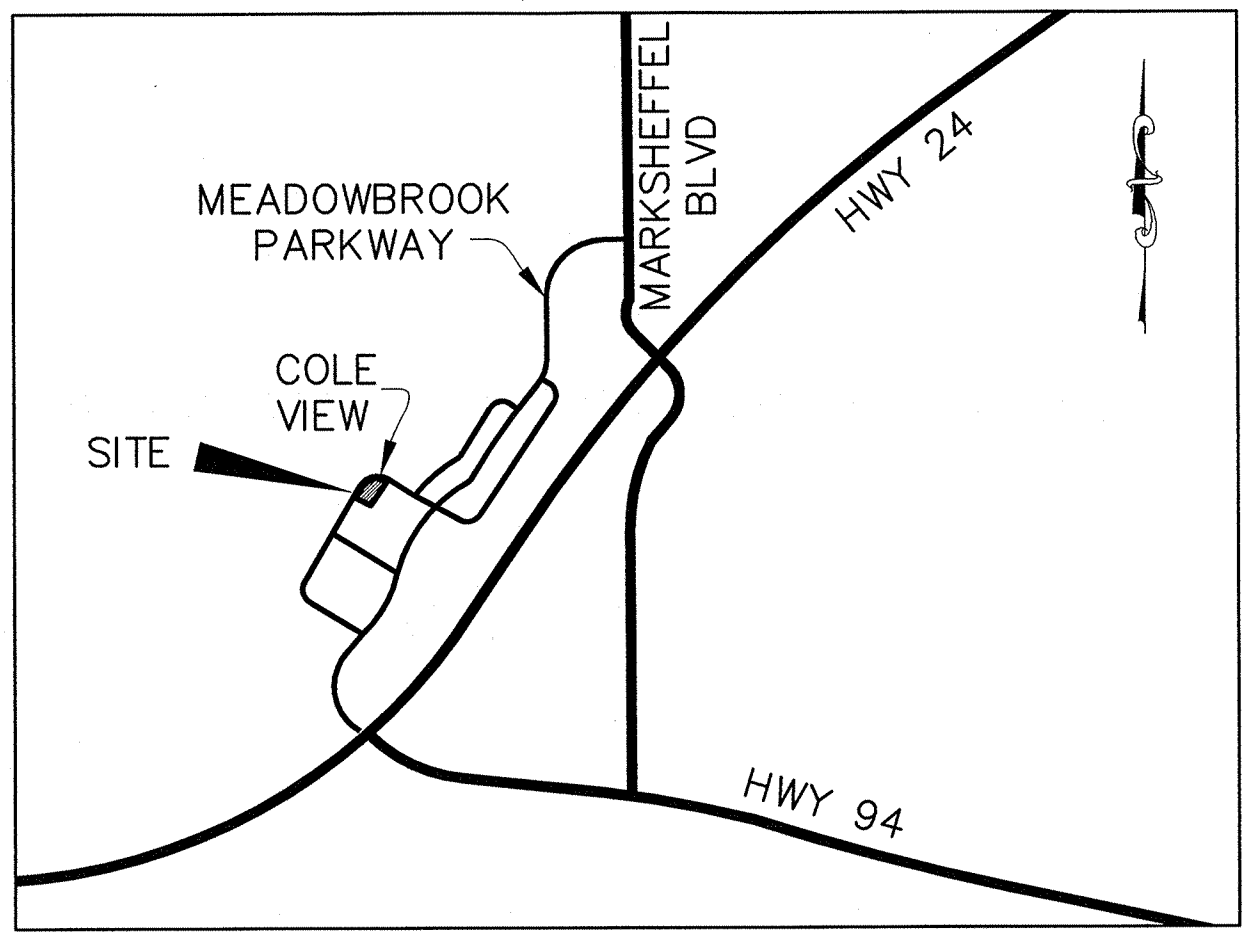 MARKSHEFFEL
BLVD
HWY 24
MEADOWBROOK
PARKWAY
COLE
VIEW
SITE
HWY 94